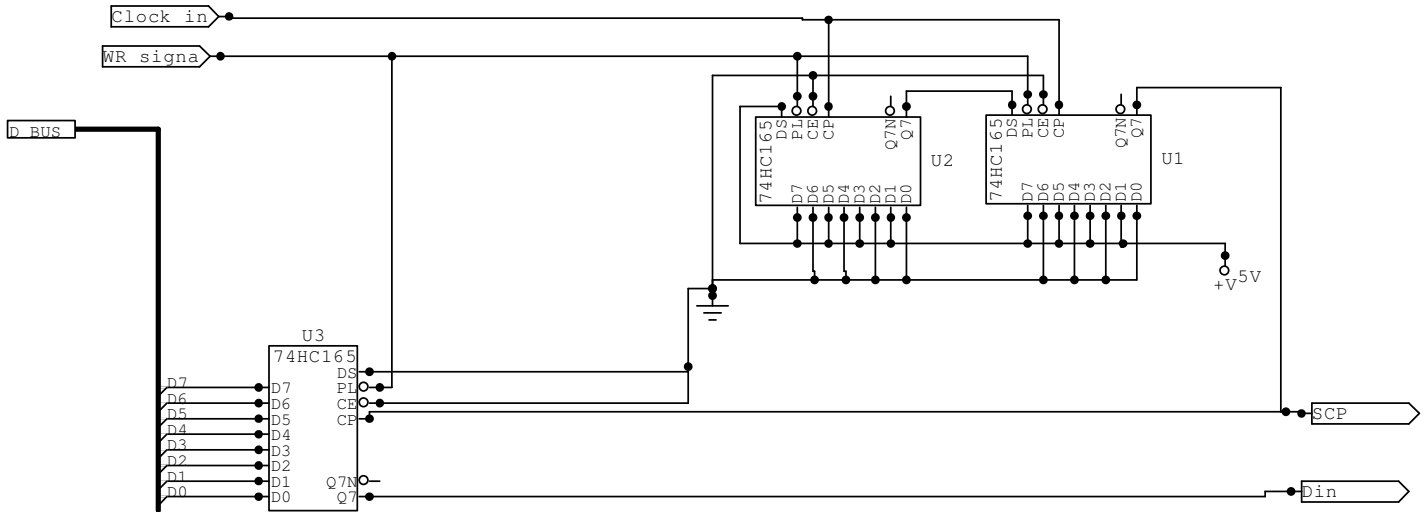 Clock in
WR signa
D BUS
DS
PL
CE
CP
Q7N
Q7
74HC165
D7
D6
D5
D4
D3
D2
D1
D0
U2
DS
PL
CE
CP
Q7N
Q7
74HC165
D7
D6
D5
D4
D3
D2
D1
D0
U1
+V
5V
U3
74HC165
DS
D7 D7 PL
D6 D6 CE
D5 D5 CP
D4 D4
D3 D3
D2 D2
D1 D1 Q7N
D0 D0 Q7
SCP
Din